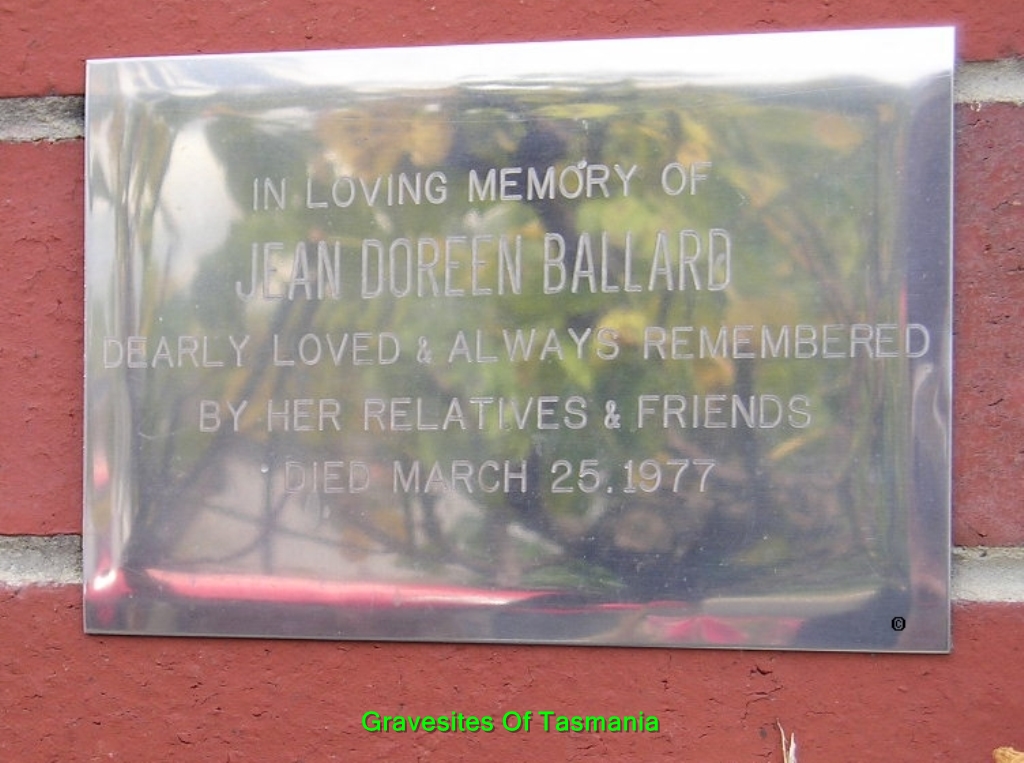 IN LOVING MEMORY OF
JEAN DOREEN BALLARD
DEARLY LOVED & ALWAYS REMEMBERED
BY HER RELATIVES & FRIENDS
DIED MARCH 25.1977
©
Gravesites Of Tasmania